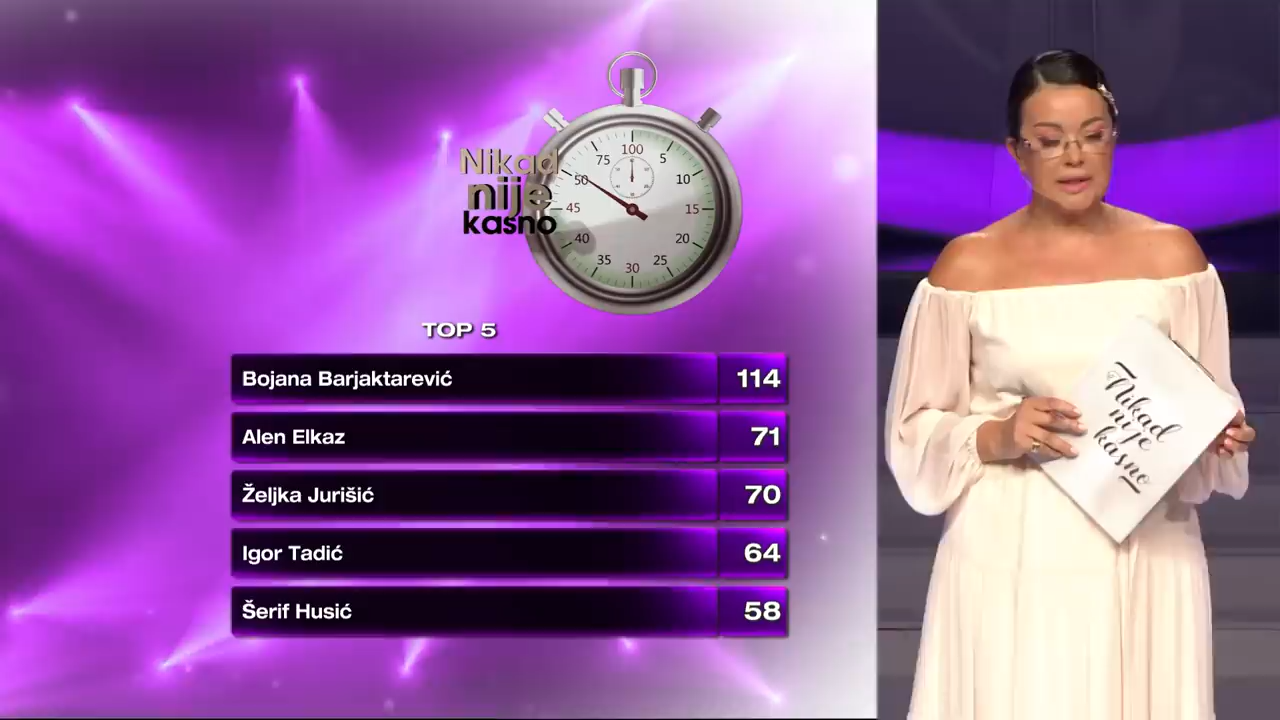 Nikad
nije
kasno
100
5
10
15
20
25
30
35
40
45
50
75
TOP 5
Bojana Barjaktarević 114
Alen Elkaz 71
Željka Jurišić 70
Igor Tadić 64
Šerif Husić 58
Nikad
nije
kasno